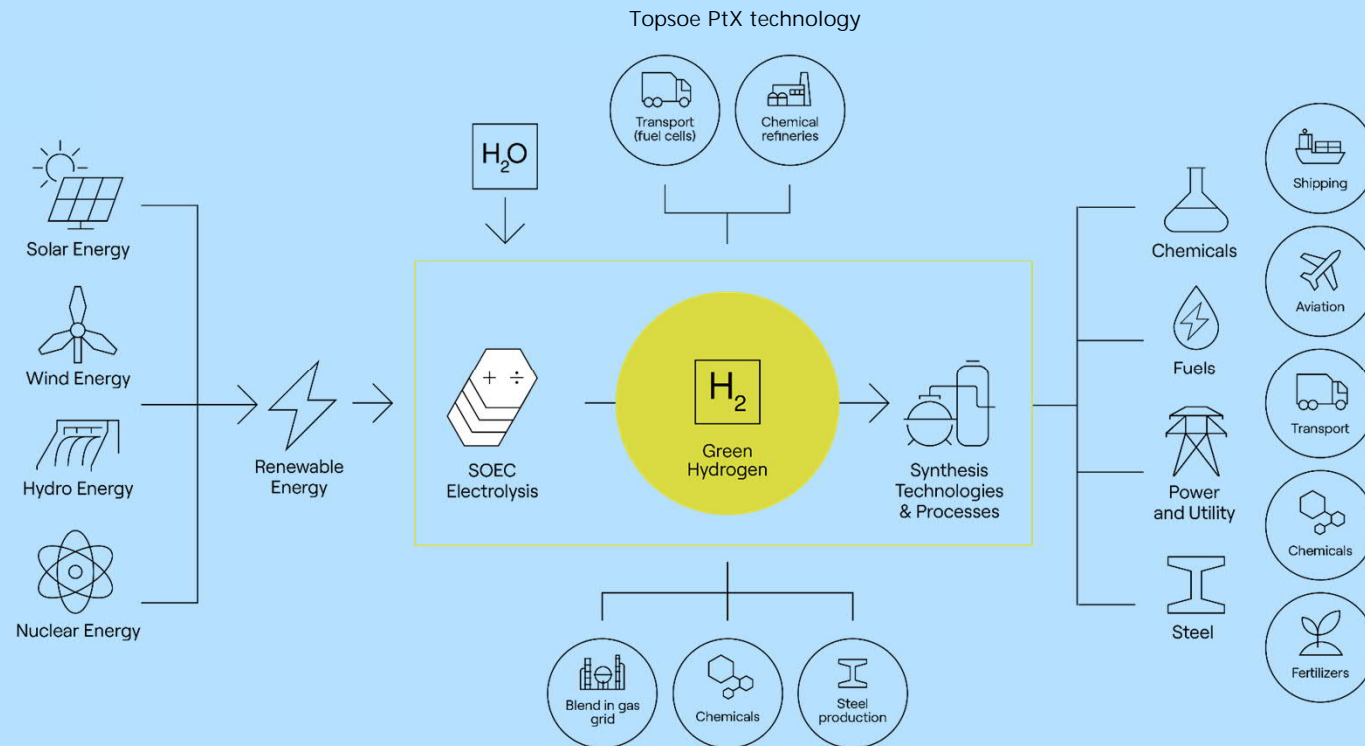 Topsoe PtX technology
Transport
(fuel cells)
Chemical
refineries
H₂O
Solar Energy
Wind Energy
Hydro Energy
Nuclear Energy
Renewable
Energy
+ ÷
SOEC
Electrolysis
H₂
Green
Hydrogen
Synthesis
Technologies
& Processes
Blend in gas
grid
Chemicals
Steel
production
Chemicals
Fuels
Power
and Utility
Steel
Shipping
Aviation
Transport
Chemicals
Fertilizers